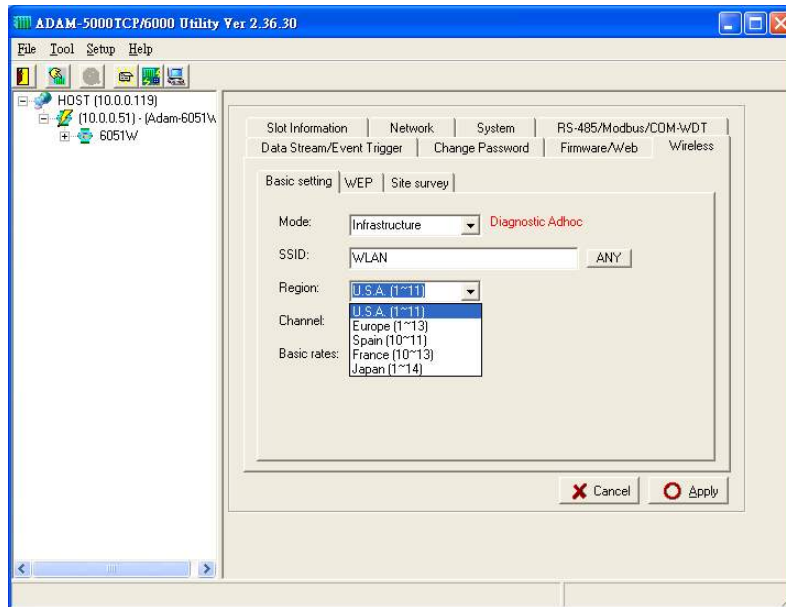 ADAM-5000TCP/6000 Utility Ver 2.36.30
File Tool Setup Help
HOST (10.0.0.119)
(10.0.0.51) - (Adam-6051W
6051W
Slot Information Network System RS-485/Modbus/COM-WDT
Data Stream/Event Trigger Change Password Firmware/Web Wireless
Basic setting WEP Site survey
Mode: Infrastructure Diagnostic Adhoc
SSID: WLAN ANY
Region: U.S.A. (1~11)
U.S.A. (1~11)
Channel: Europe (1~13)
Spain (10~11)
Basic rates: France (10~13)
Japan (1~14)
Cancel Apply